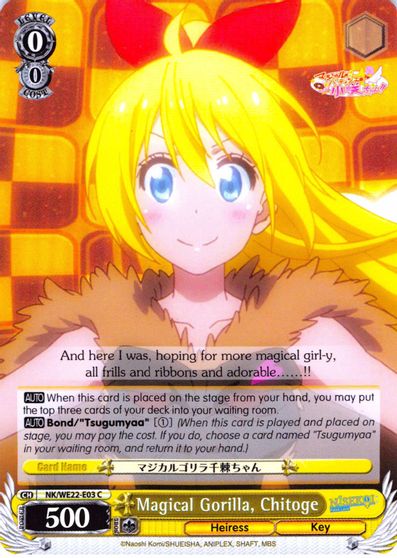 LEVEL
0
0
COST
And here I was, hoping for more magical girl-y,
all frills and ribbons and adorable……!!
AUTO When this card is placed on the stage from your hand, you may put
the top three cards of your deck into your waiting room.
AUTO Bond/"Tsugumyaa" [①] (When this card is played and placed on
stage, you may pay the cost. If you do, choose a card named "Tsugumyaa"
in your waiting room, and return it to your hand.)
Card Name マジカルゴリラ千棘ちゃん
CH NK/WE22-E03 C
Magical Gorilla, Chitoge
NISEKOI
POWER
500
Heiress Key
©Naoshi Komi/SHUEISHA, ANIPLEX, SHAFT, MBS